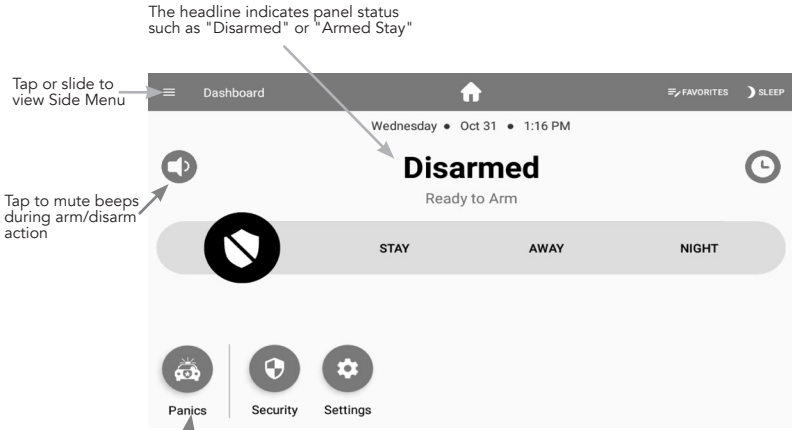 The headline indicates panel status
such as "Disarmed" or "Armed Stay"
Tap or slide to
view Side Menu
Dashboard
FAVORITES
SLEEP
Wednesday • Oct 31 • 1:16 PM
Disarmed
Ready to Arm
Tap to mute beeps
during arm/disarm
action
STAY
AWAY
NIGHT
Panics
Security
Settings